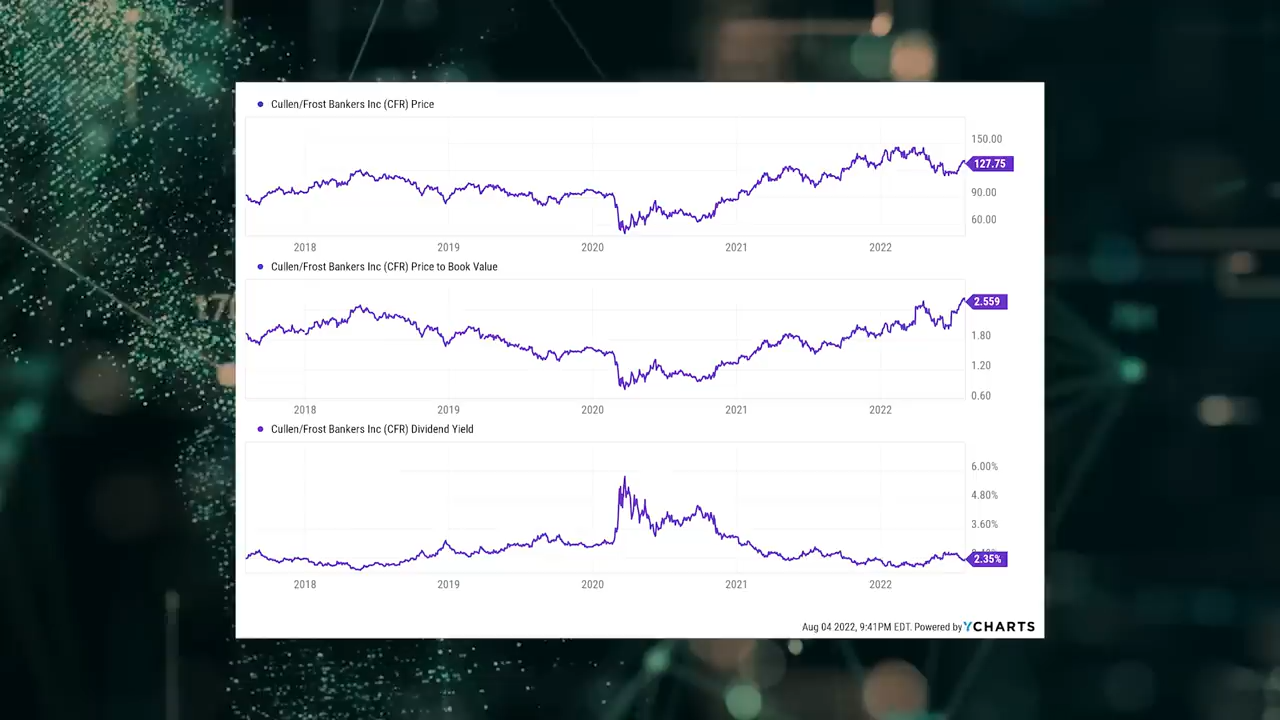 Cullen/Frost Bankers Inc (CFR) Price
150.00
127.75
90.00
60.00
2018 2019 2020 2021 2022
Cullen/Frost Bankers Inc (CFR) Price to Book Value
2.559
1.80
1.20
0.60
2018 2019 2020 2021 2022
Cullen/Frost Bankers Inc (CFR) Dividend Yield
6.00%
4.80%
3.60%
2.35%
2018 2019 2020 2021 2022
Aug 04 2022, 9:41PM EDT. Powered by YCHARTS